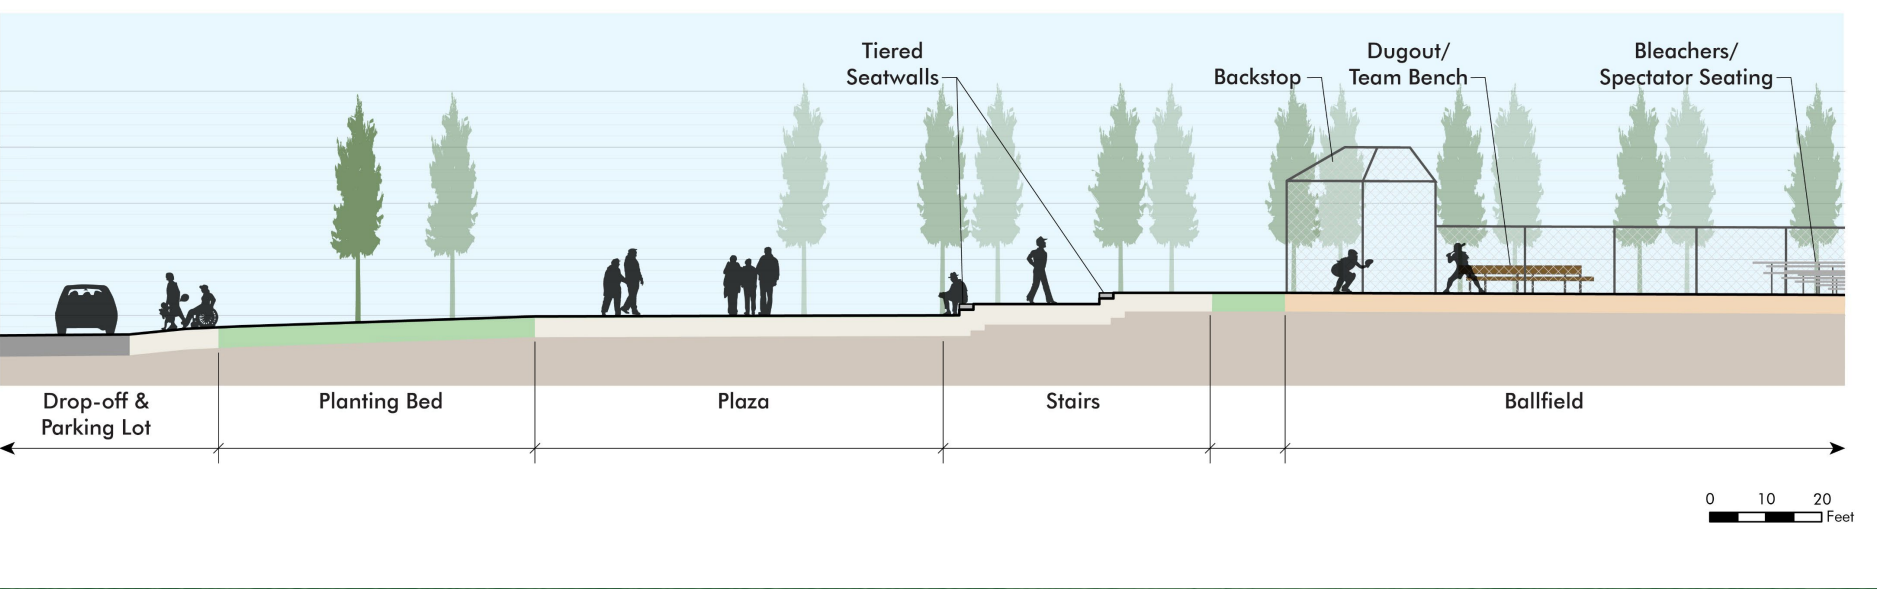 Tiered
Seatwalls
Backstop
Dugout/
Team Bench
Bleachers/
Spectator Seating
Drop-off &
Parking Lot
Planting Bed
Plaza
Stairs
Ballfield
0 10 20
Feet